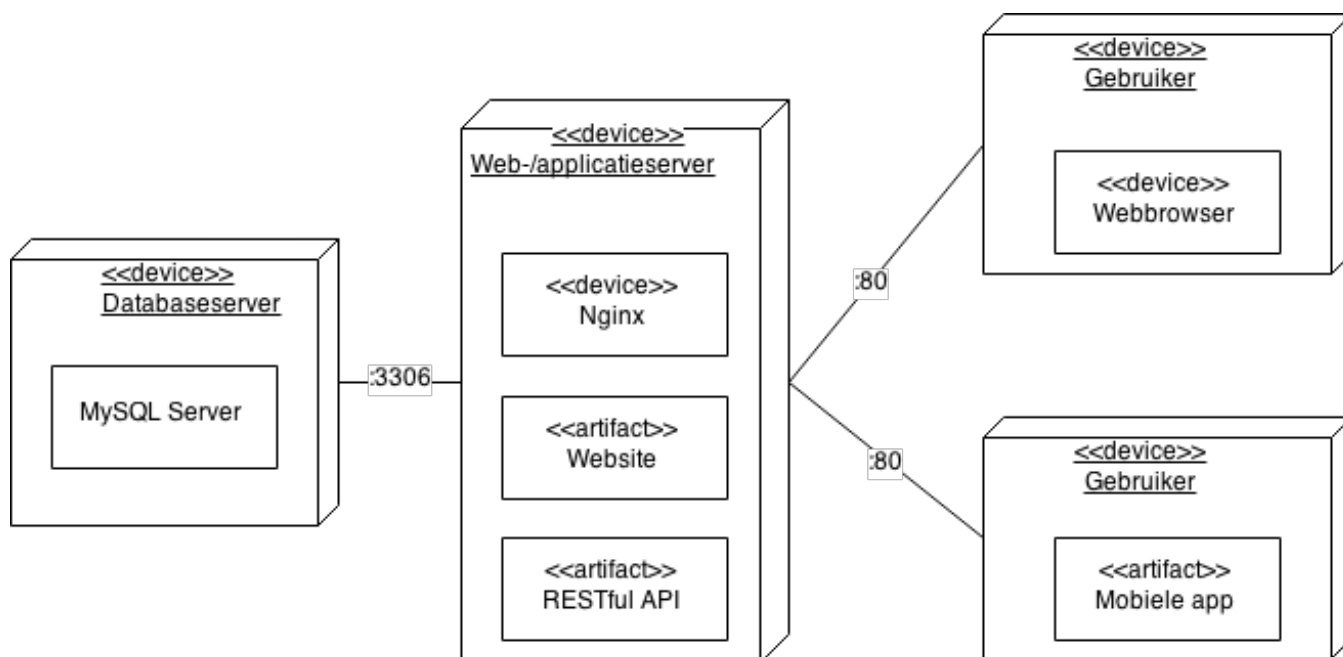 <<device>>
Databaseserver
MySQL Server
:3306
<<device>>
Web-/applicatieserver
<<device>>
Nginx
<<artifact>>
Website
<<artifact>>
RESTful API
:80
:80
<<device>>
Gebruiker
<<device>>
Webbrowser
<<device>>
Gebruiker
<<artifact>>
Mobiele app